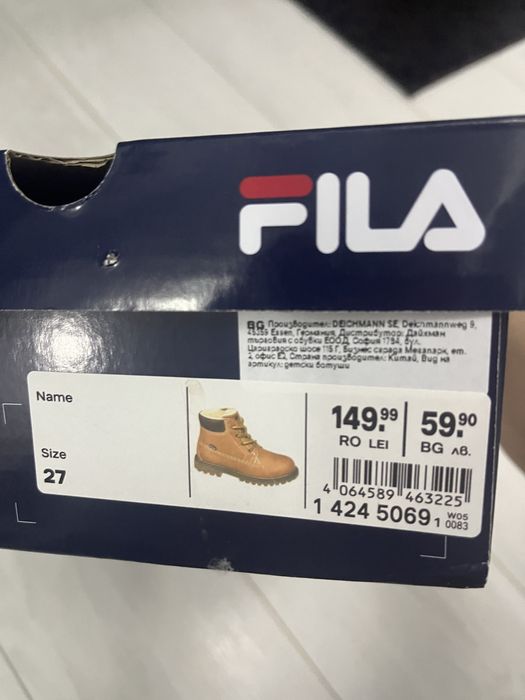 FILA
BG Производител: DEICHMANN SE, Deichmannweg 9,
45359 Essen, Германия, Дистрибутор: Дайхман
търговия с обувки ЕООД, София 1784, бул.
Цариградско шосе 115 Г, Бизнес сграда Мегапарк, ет.
2, офис Е2, Страна производител: Китай, Вид на
артикул: детски ботуши
Name
Size
27
149.99
RO LEI
59.90
BG лв.
4 064589 463225
1 424 5069 1
W05
0083